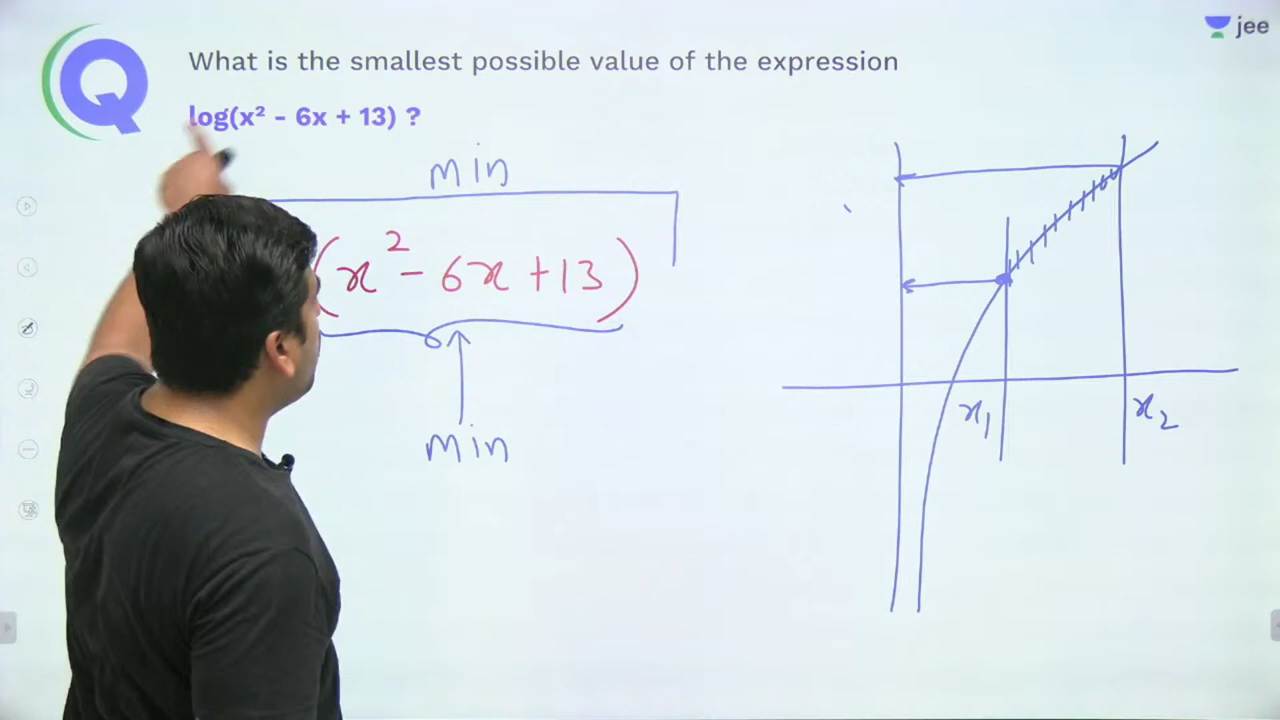 Q
jee
What is the smallest possible value of the expression
log(x² - 6x + 13) ?
min
(x² - 6x + 13)
min
x₁
x₂